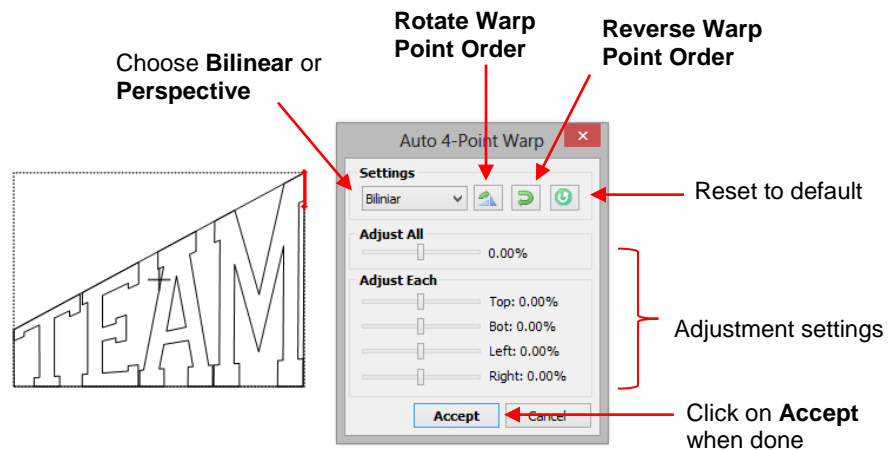 Rotate Warp
Point Order
Reverse Warp
Point Order
Choose Bilinear or
Perspective
Auto 4-Point Warp
Settings
Biliniar
Reset to default
Adjust All
0.00%
Adjust Each
Top: 0.00%
Bot: 0.00%
Left: 0.00%
Right: 0.00%
Adjustment settings
TEAM
Accept
Cancel
Click on Accept
when done